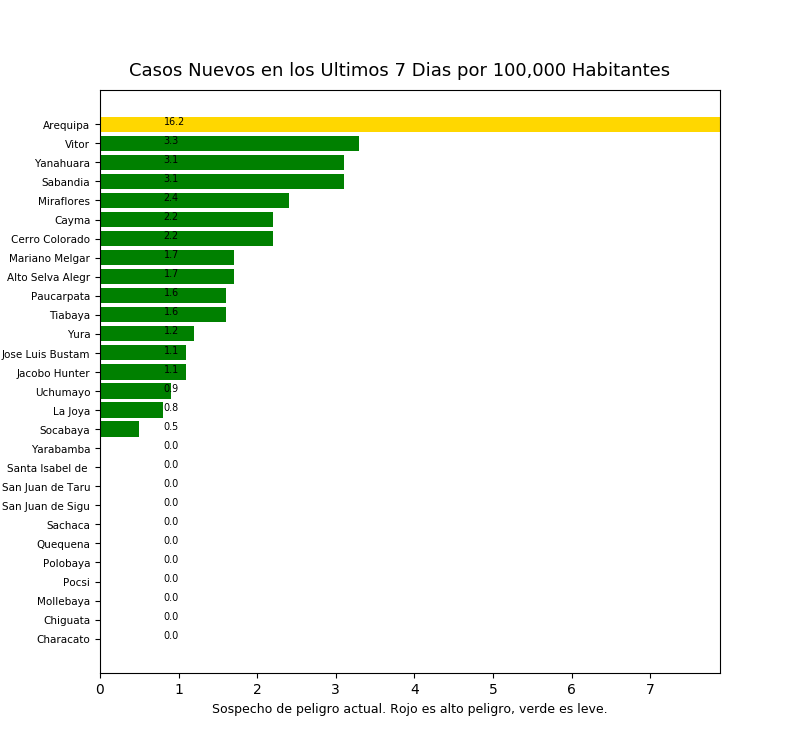 Casos Nuevos en los Ultimos 7 Dias por 100,000 Habitantes
Arequipa 16.2
Vitor 3.3
Yanahuara 3.1
Sabandia 3.1
Miraflores 2.4
Cayma 2.2
Cerro Colorado 2.2
Mariano Melgar 1.7
Alto Selva Alegr 1.7
Paucarpata 1.6
Tiabaya 1.6
Yura 1.2
Jose Luis Bustam 1.1
Jacobo Hunter 1.1
Uchumayo 0.9
La Joya 0.8
Socabaya 0.5
Yarabamba 0.0
Santa Isabel de 0.0
San Juan de Taru 0.0
San Juan de Sigu 0.0
Sachaca 0.0
Quequena 0.0
Polobaya 0.0
Pocsi 0.0
Mollebaya 0.0
Chiguata 0.0
Characato 0.0
0 1 2 3 4 5 6 7
Sospecho de peligro actual. Rojo es alto peligro, verde es leve.